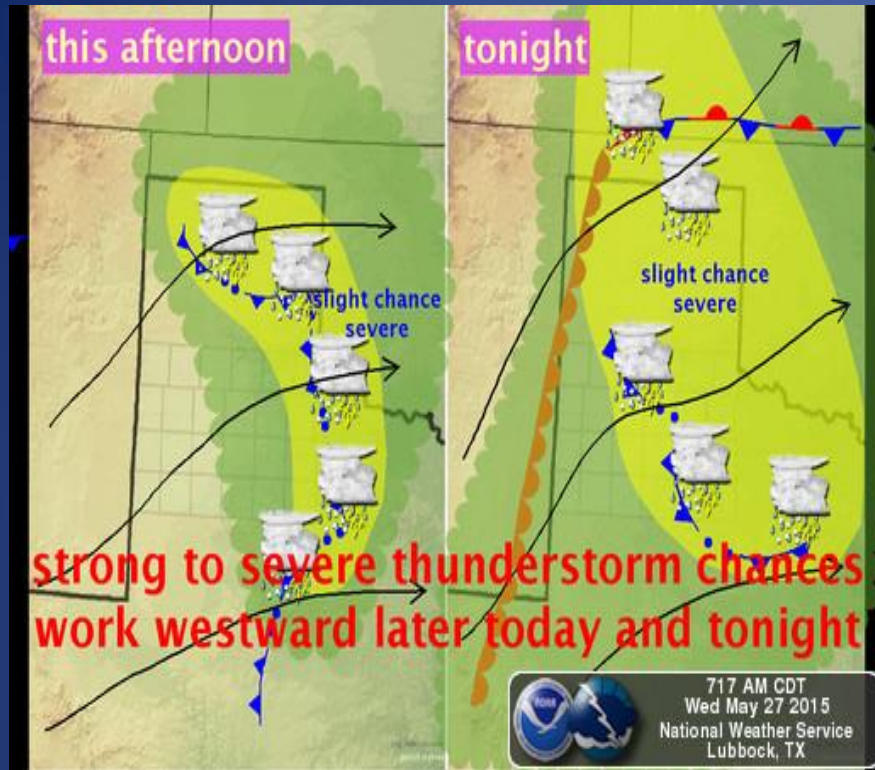 this afternoon
tonight
slight chance
severe
slight chance
severe
strong to severe thunderstorm chances
work westward later today and tonight
NOAA
717 AM CDT
Wed May 27 2015
National Weather Service
Lubbock, TX